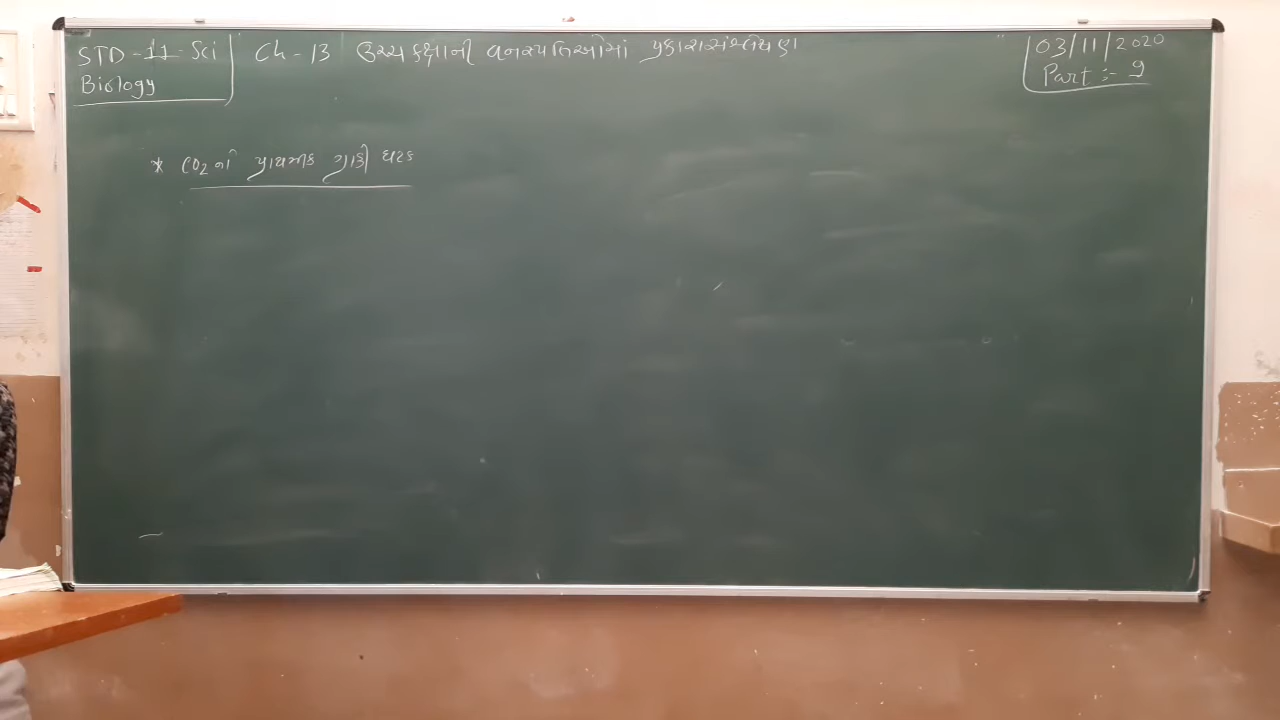 STD - 11 - Sci
Biology
Ch - 13 ઉચ્ચ કક્ષાની વનસ્પતિઓમાં પ્રકાશસંશ્લેષણ
03/11/2020
Part :- 9
* CO2 નાં પ્રાથમિક ગ્રાહી ઘટક